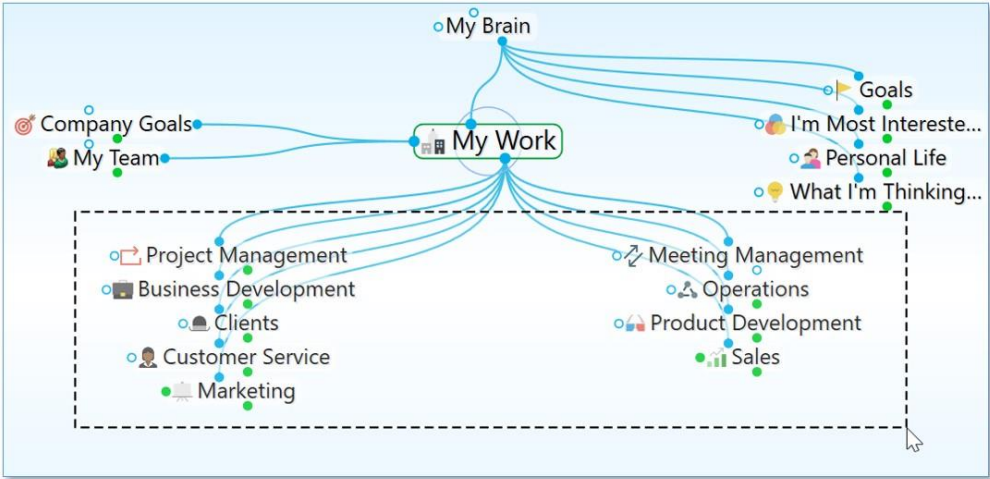 My Brain
Goals
Company Goals
I'm Most Intereste...
My Work
My Team
Personal Life
What I'm Thinking...
Project Management
Meeting Management
Business Development
Operations
Clients
Product Development
Customer Service
Sales
Marketing